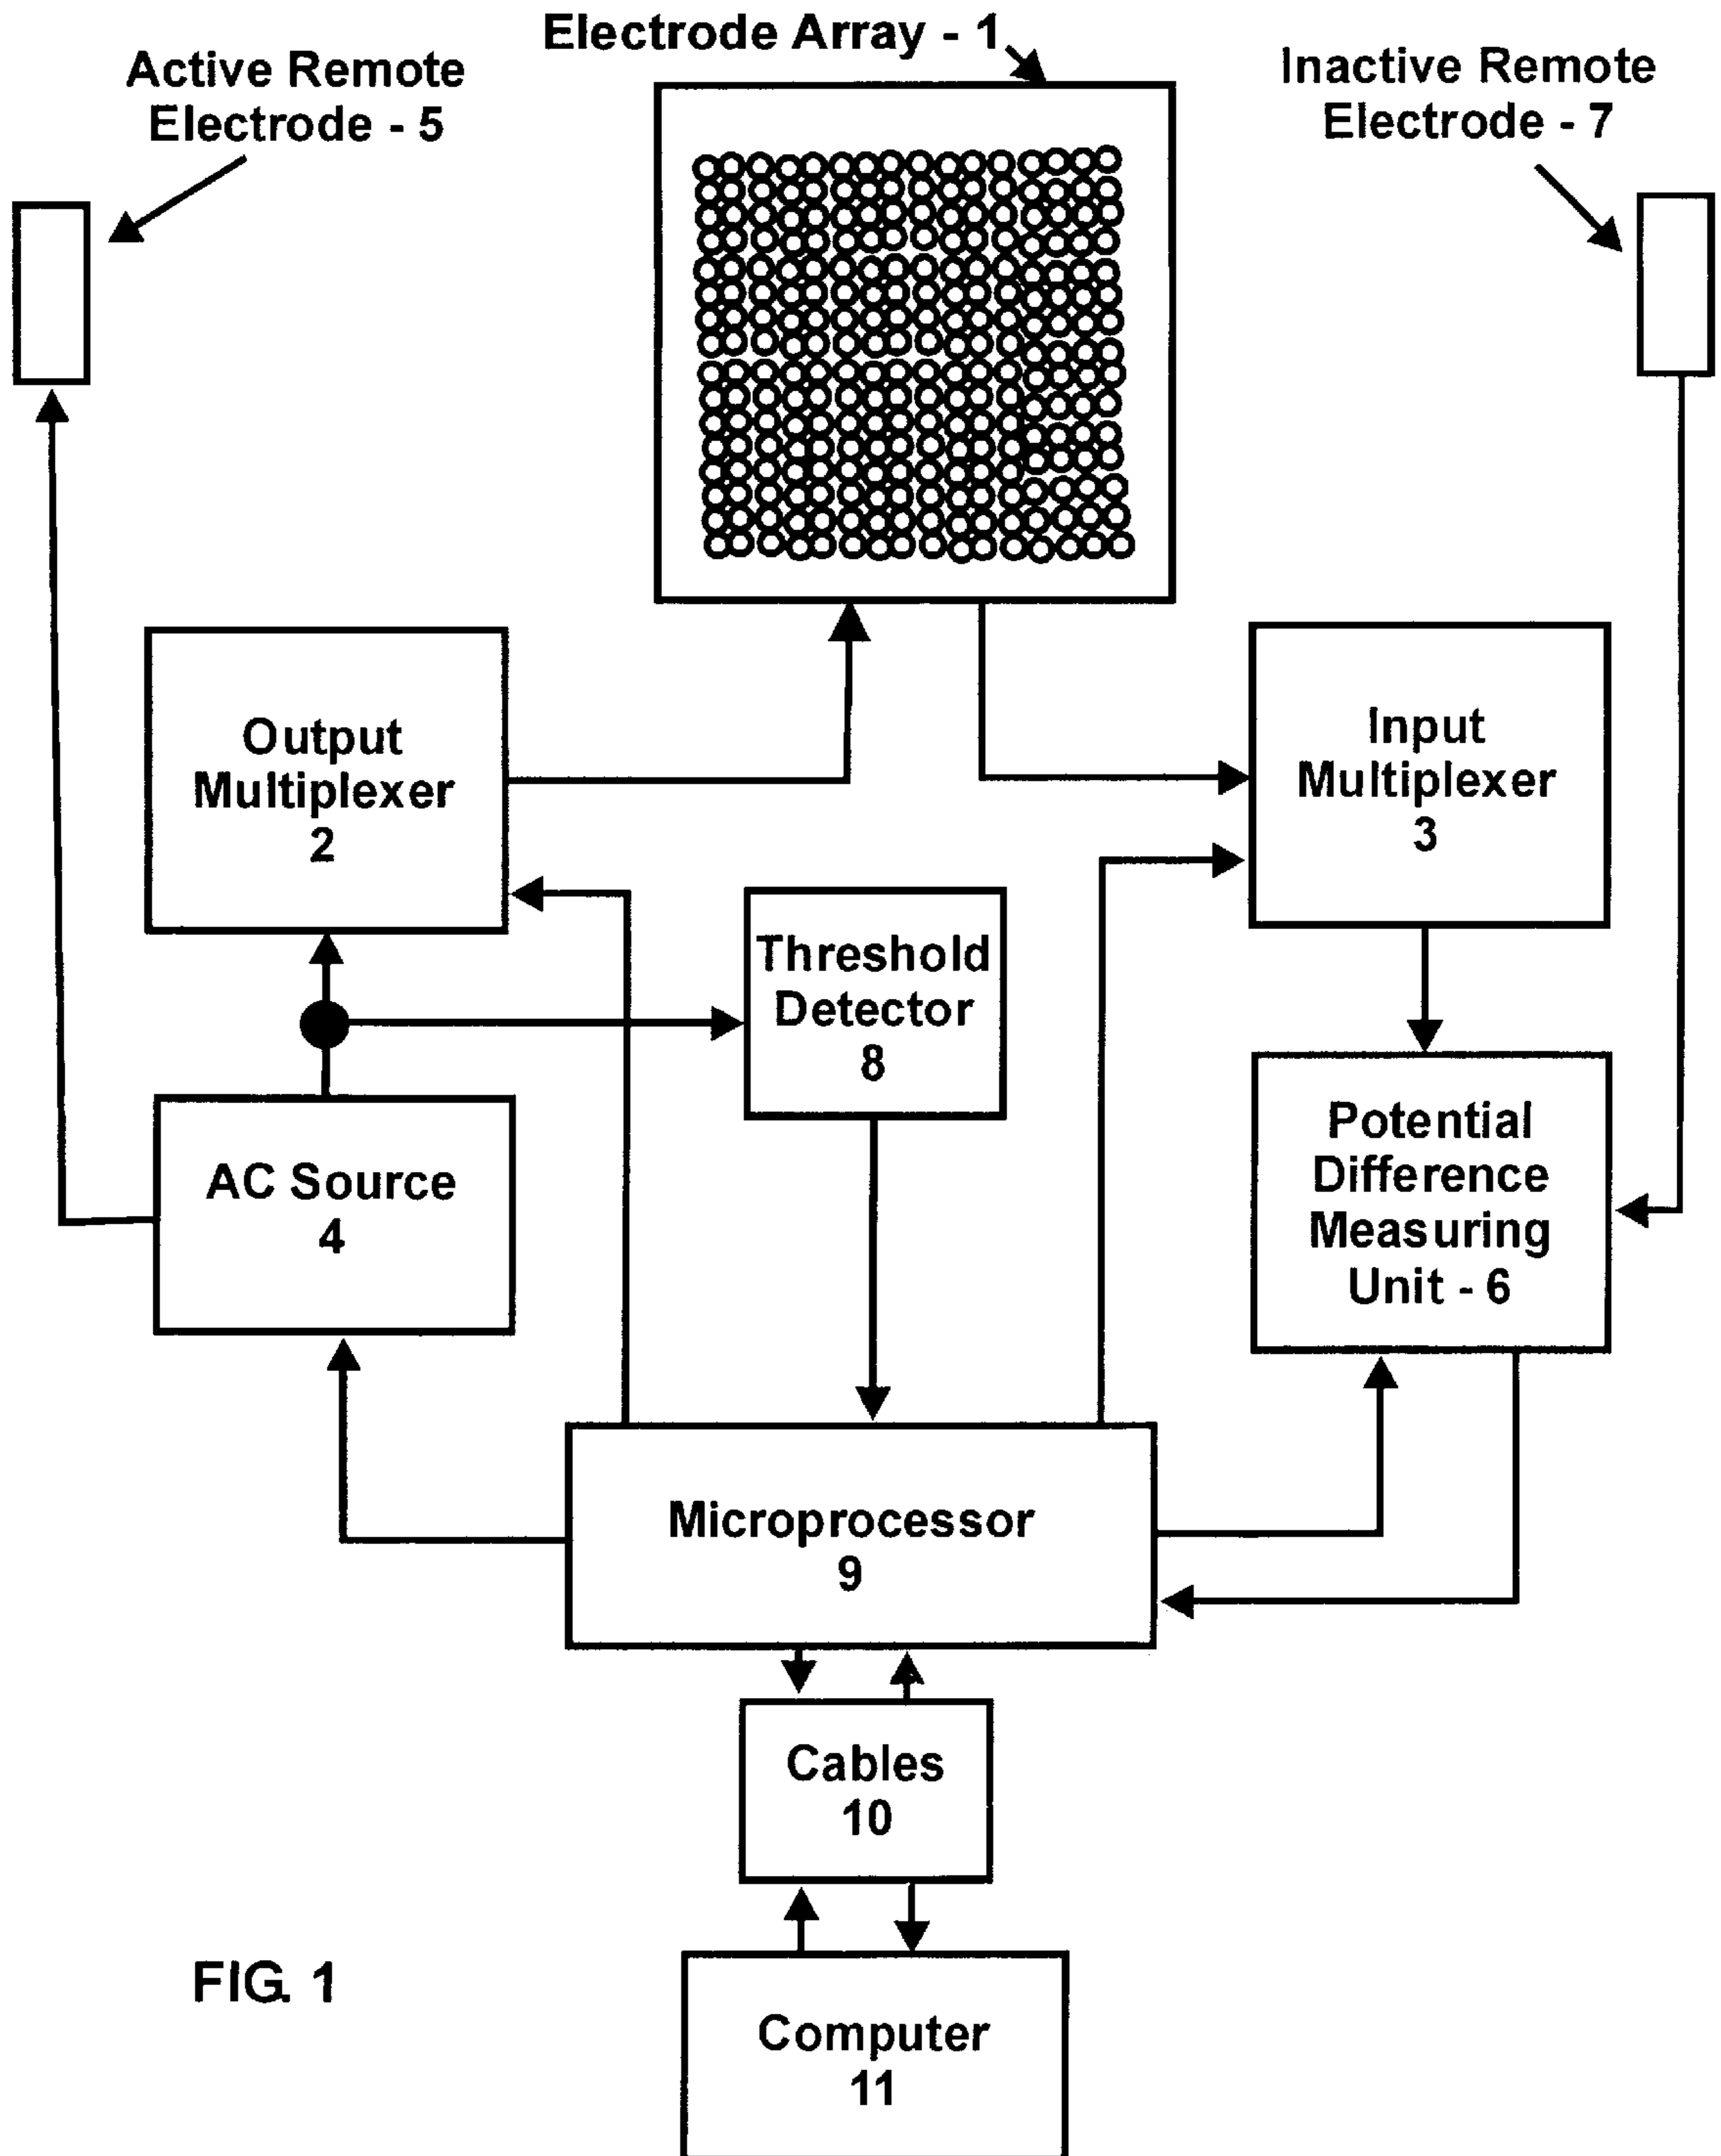 Electrode Array - 1
Active Remote
Electrode - 5
Inactive Remote
Electrode - 7
Output
Multiplexer
2
Input
Multiplexer
3
Threshold
Detector
8
AC Source
4
Potential
Difference
Measuring
Unit - 6
Microprocessor
9
Cables
10
FIG. 1
Computer
11